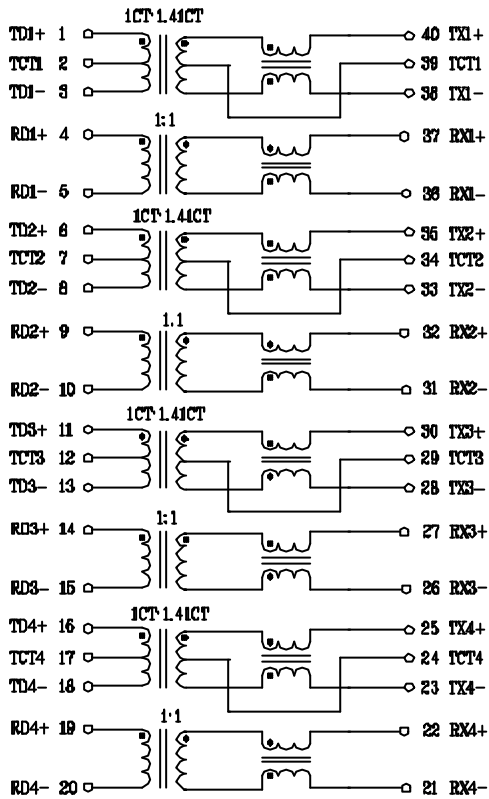 1CT:1.41CT
TD1+ 1 40 TX1+
TCT1 2 39 TCT1
TD1- 3 38 TX1-
1:1
RD1+ 4 37 RX1+
RD1- 5 36 RX1-
1CT:1.41CT
TD2+ 6 35 TX2+
TCT2 7 34 TCT2
TD2- 8 33 TX2-
1:1
RD2+ 9 32 RX2+
RD2- 10 31 RX2-
1CT:1.41CT
TD3+ 11 30 TX3+
TCT3 12 29 TCT3
TD3- 13 28 TX3-
1:1
RD3+ 14 27 RX3+
RD3- 15 26 RX3-
1CT:1.41CT
TD4+ 16 25 TX4+
TCT4 17 24 TCT4
TD4- 18 23 TX4-
1:1
RD4+ 19 22 RX4+
RD4- 20 21 RX4-